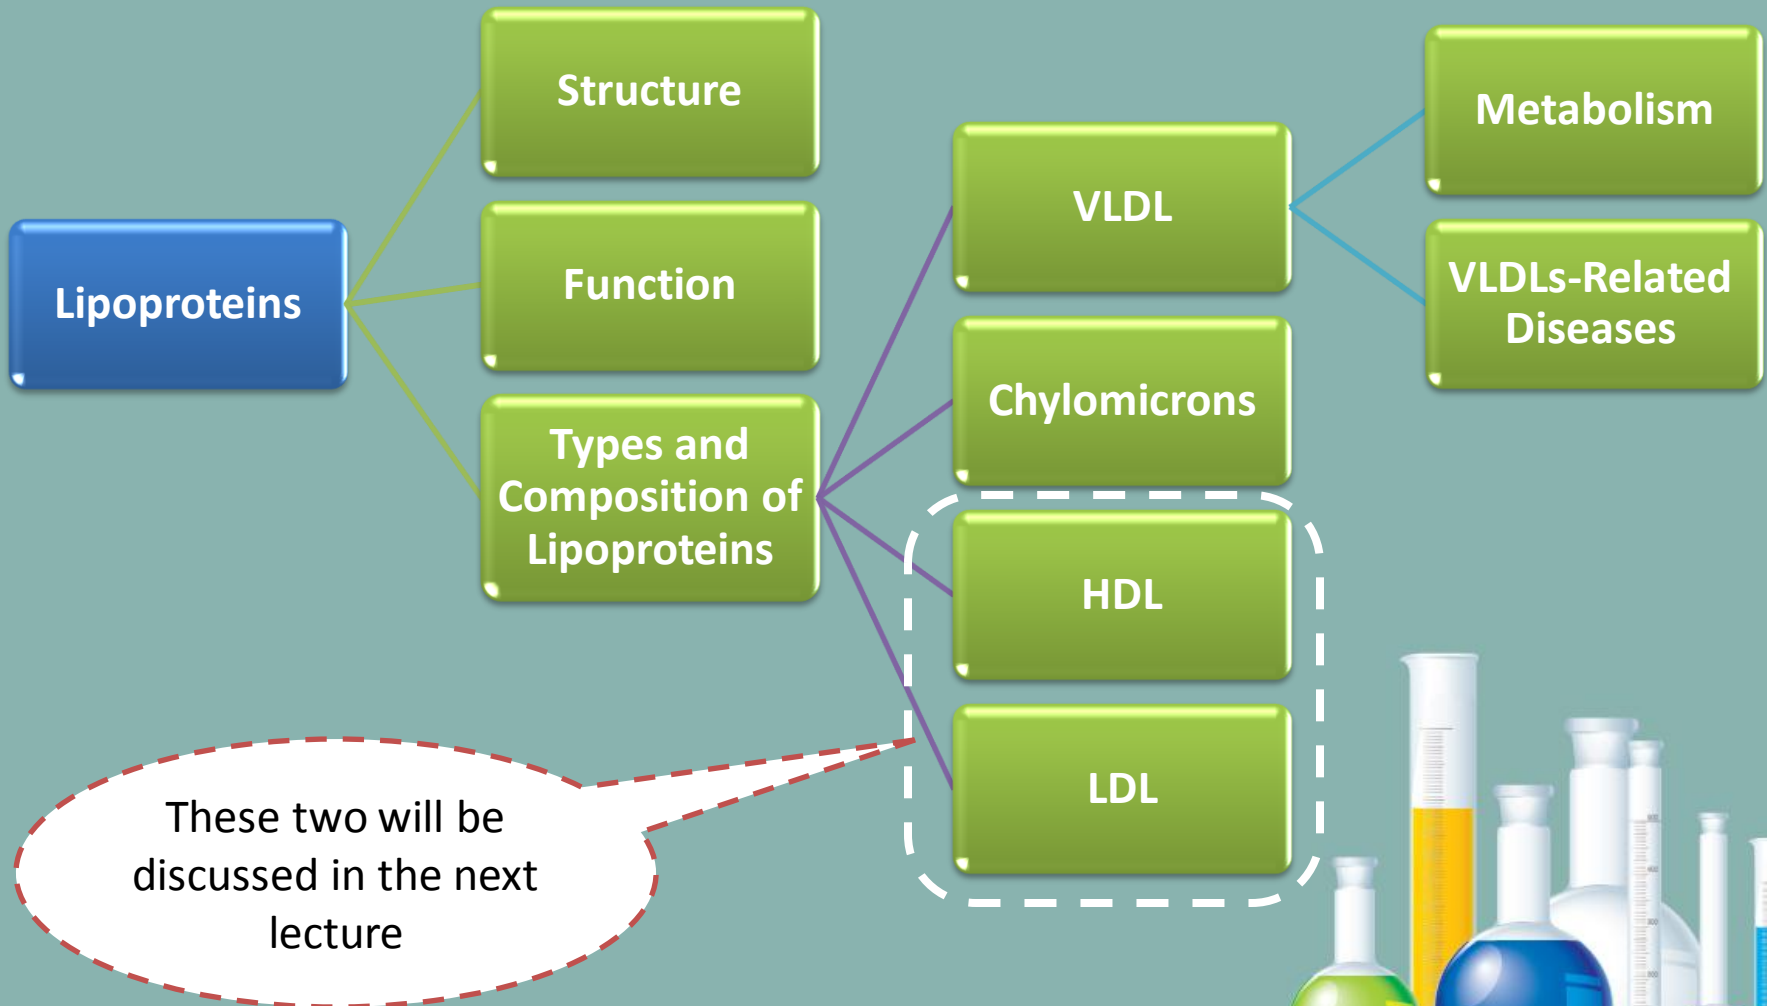 Lipoproteins
Structure
Function
Types and
Composition of
Lipoproteins
VLDL
Chylomicrons
HDL
LDL
Metabolism
VLDLs-Related
Diseases
These two will be
discussed in the next
lecture